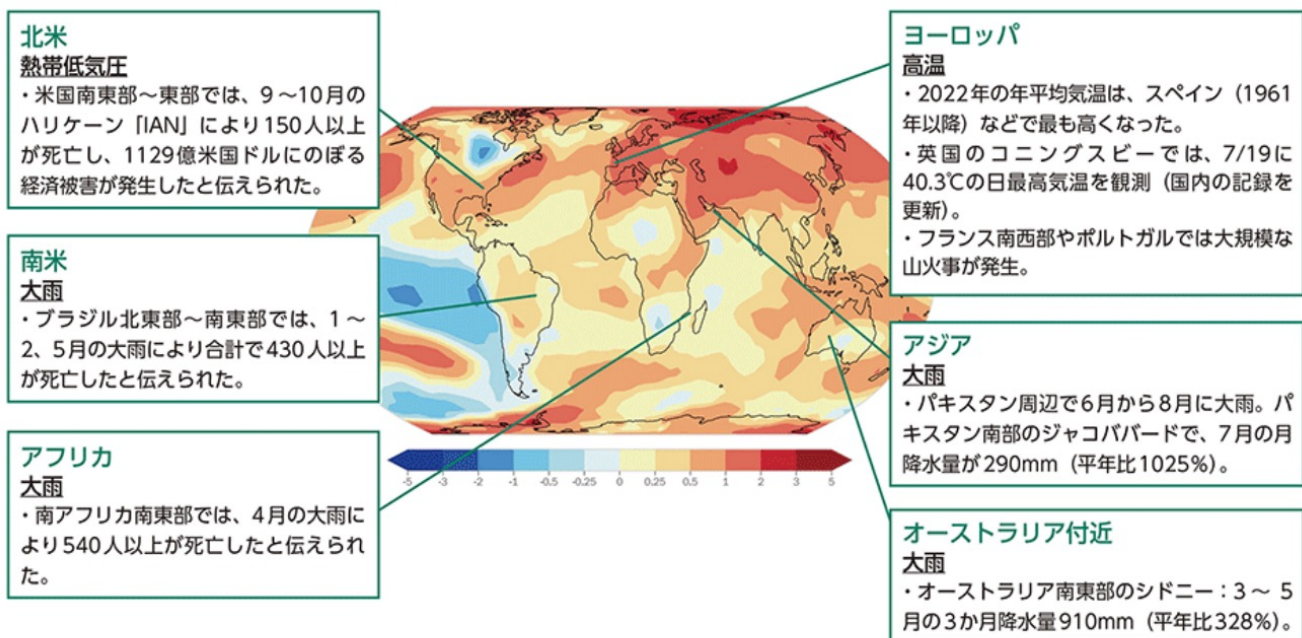 北米
熱帯低気圧
・米国南東部～東部では、9～10月の
ハリケーン「IAN」により150人以上
が死亡し、1129億米国ドルにのぼる
経済被害が発生したと伝えられた。
南米
大雨
・ブラジル北東部～南東部では、1～
2、5月の大雨により合計で430人以上
が死亡したと伝えられた。
アフリカ
大雨
・南アフリカ南東部では、4月の大雨に
より540人以上が死亡したと伝えられ
た。
-5 -3 -2 -1 -0.5 -0.25 0 0.25 0.5 1 2 3 5
ヨーロッパ
高温
・2022年の年平均気温は、スペイン（1961
年以降）などで最も高くなった。
・英国のコニングスビーでは、7/19に
40.3℃の日最高気温を観測（国内の記録を
更新）。
・フランス南西部やポルトガルでは大規模な
山火事が発生。
アジア
大雨
・パキスタン周辺で6月から8月に大雨。パ
キスタン南部のジャコババードで、7月の月
降水量が290mm（平年比1025%）。
オーストラリア付近
大雨
・オーストラリア南東部のシドニー：3～ 5
月の3か月降水量910mm（平年比328%）。